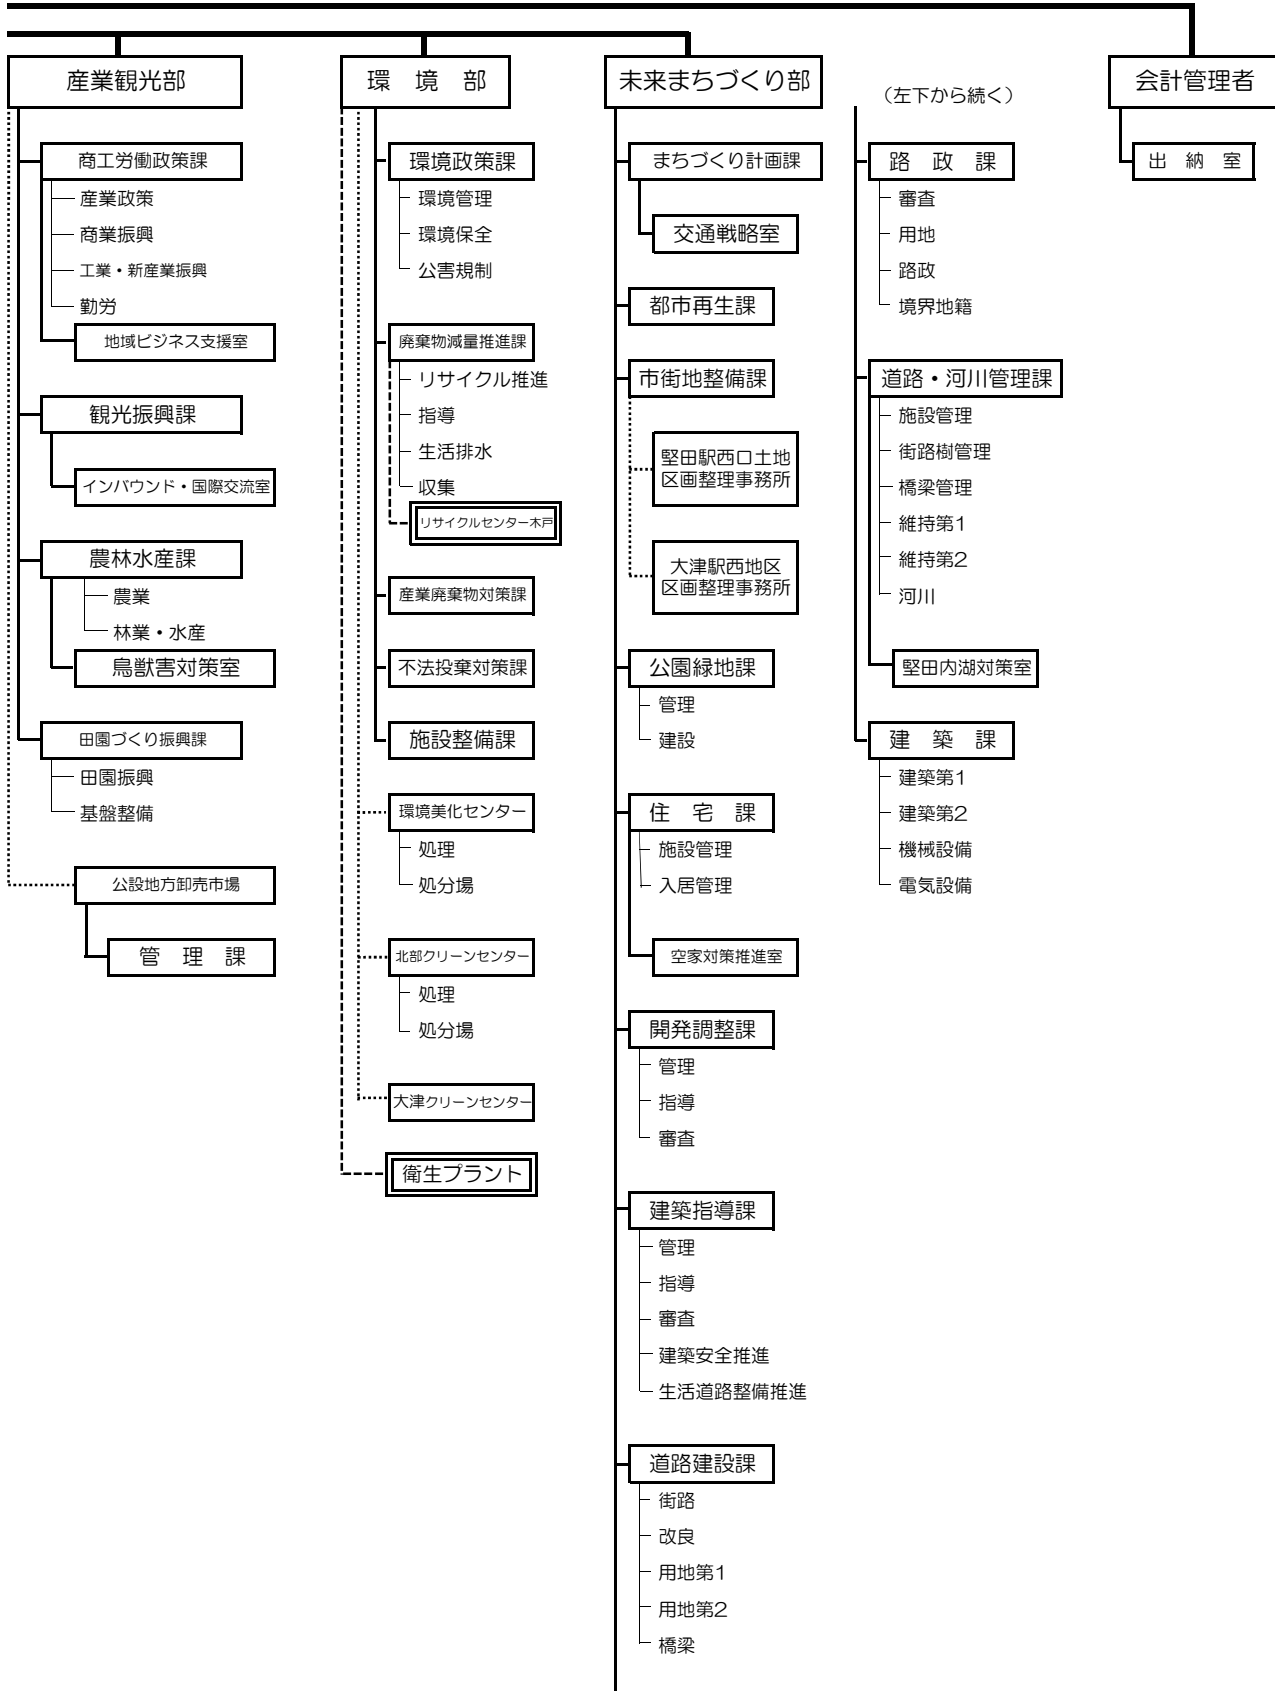 産業観光部
商工労働政策課
産業政策
商業振興
工業・新産業振興
勤労
地域ビジネス支援室
観光振興課
インバウンド・国際交流室
農林水産課
農業
林業・水産
鳥獣害対策室
田園づくり振興課
田園振興
基盤整備
公設地方卸売市場
管　理　課
環　境　部
環境政策課
環境管理
環境保全
公害規制
廃棄物減量推進課
リサイクル推進
指導
生活排水
収集
リサイクルセンター木戸
産業廃棄物対策課
不法投棄対策課
施設整備課
環境美化センター
処理
処分場
北部クリーンセンター
処理
処分場
大津クリーンセンター
衛生プラント
未来まちづくり部
まちづくり計画課
交通戦略室
都市再生課
市街地整備課
堅田駅西口土地
区画整理事務所
大津駅西地区
区画整理事務所
公園緑地課
管理
建設
住　宅　課
施設管理
入居管理
空家対策推進室
開発調整課
管理
指導
審査
建築指導課
管理
指導
審査
建築安全推進
生活道路整備推進
道路建設課
街路
改良
用地第1
用地第2
橋梁
（左下から続く）
路　政　課
審査
用地
路政
境界地籍
道路・河川管理課
施設管理
街路樹管理
橋梁管理
維持第1
維持第2
河川
堅田内湖対策室
建　築　課
建築第1
建築第2
機械設備
電気設備
会計管理者
出　納　室